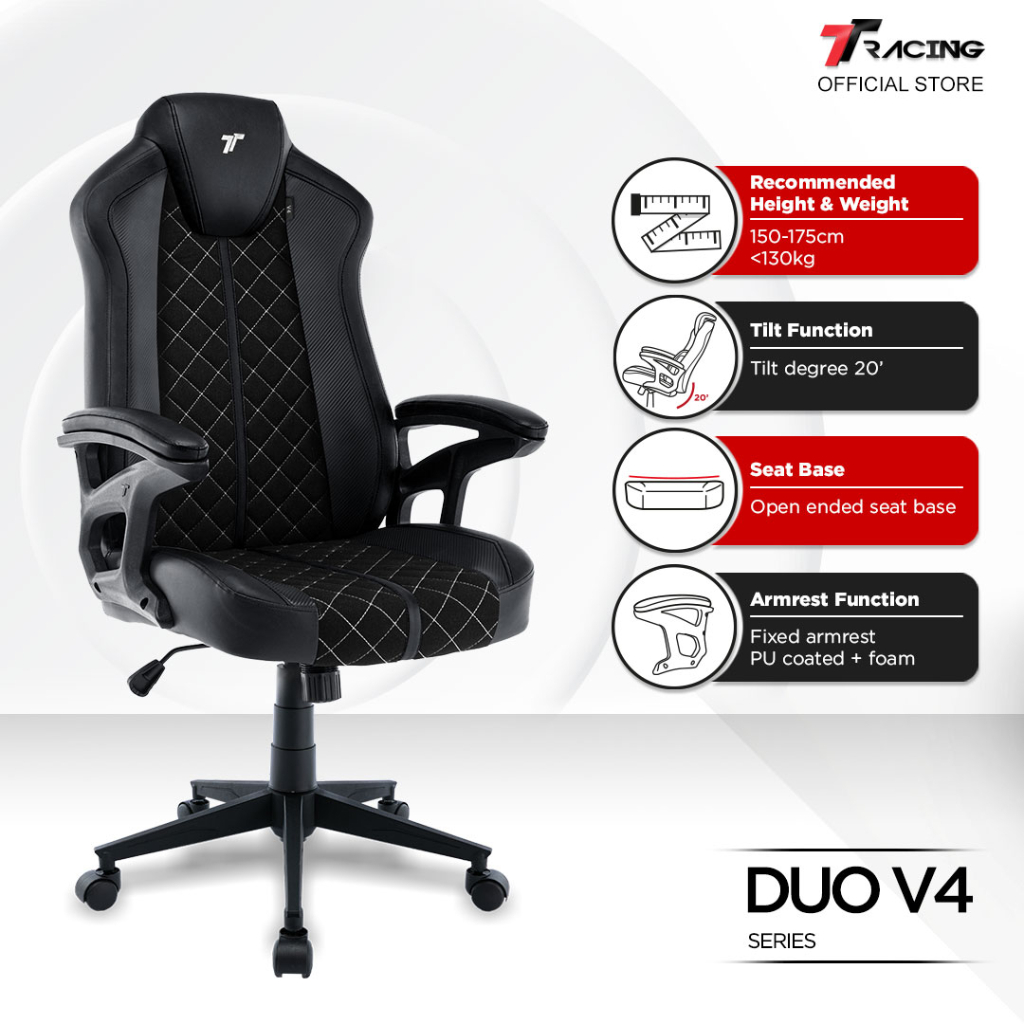 TTRACING
OFFICIAL STORE
Recommended
Height & Weight
150-175cm
<130kg
Tilt Function
Tilt degree 20’
20’
Seat Base
Open ended seat base
Armrest Function
Fixed armrest
PU coated + foam
DUO V4
SERIES